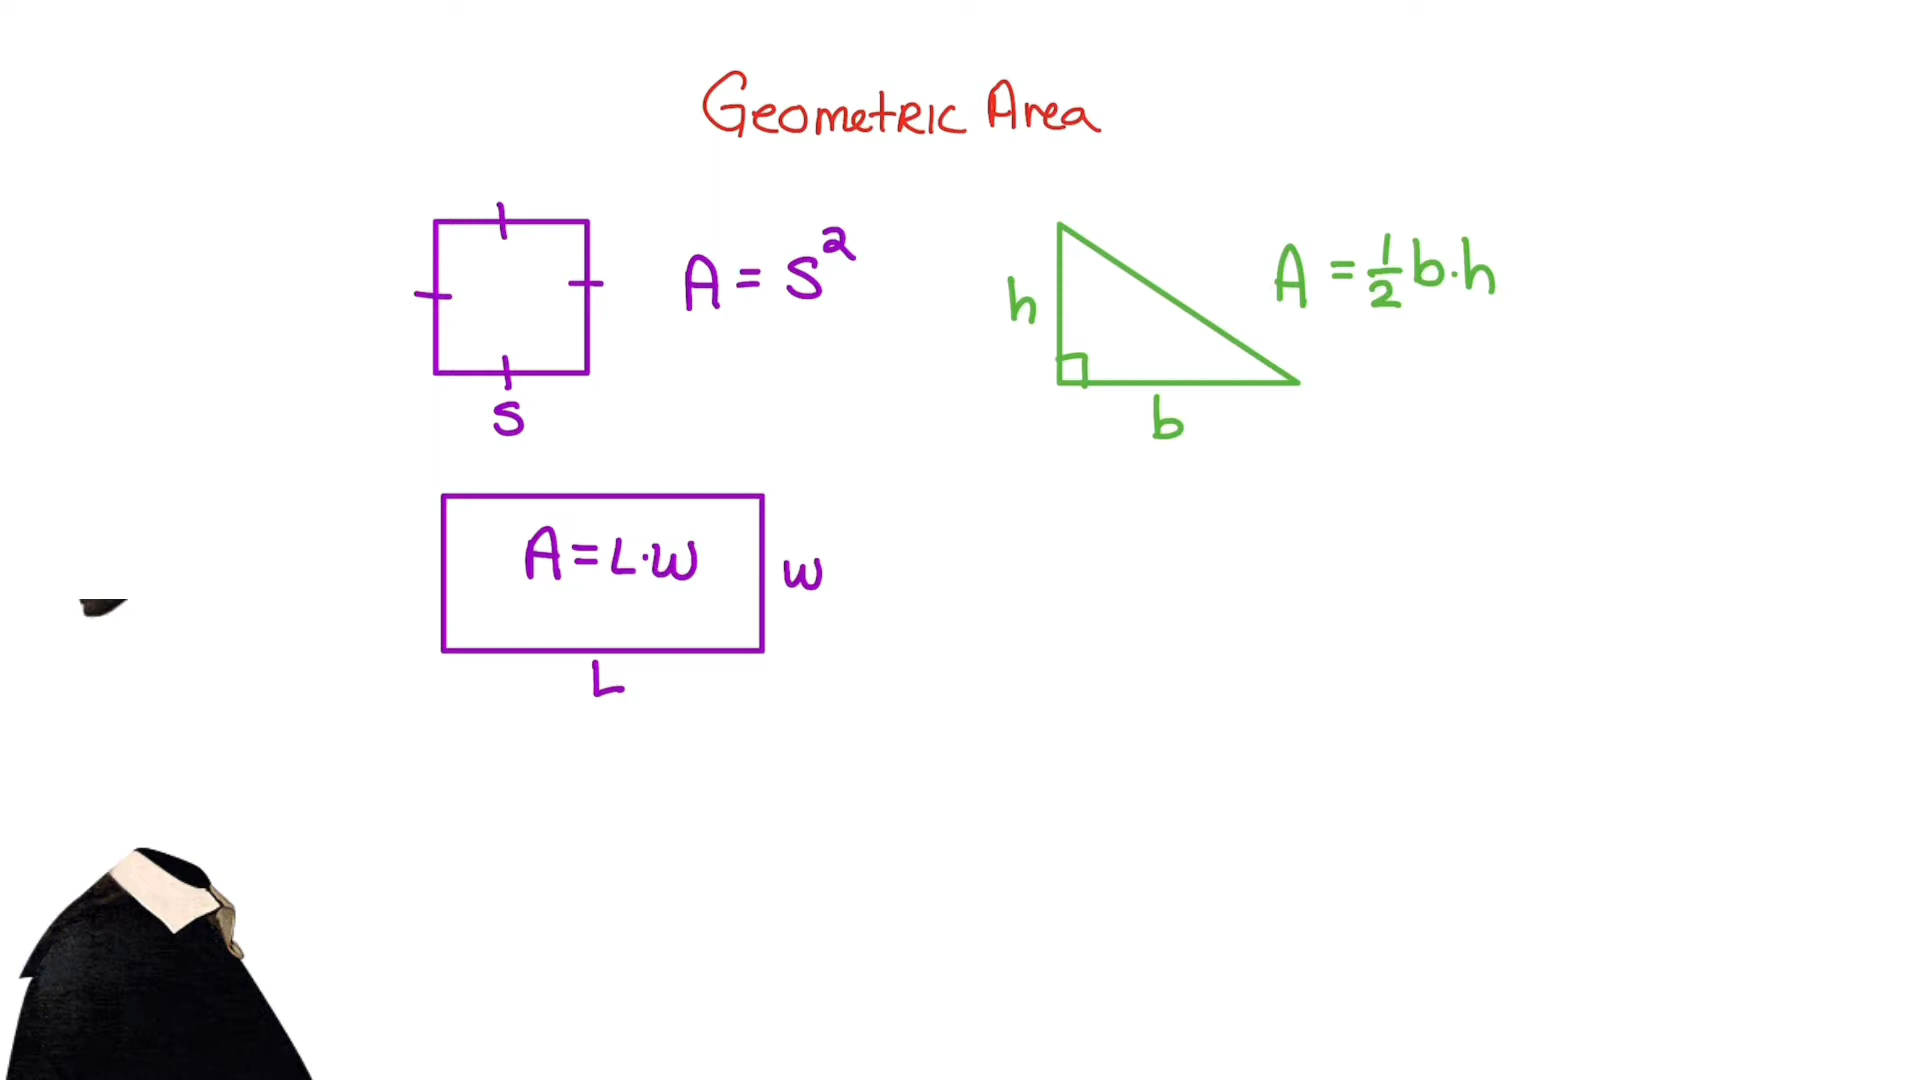 Geometric Area
A = s²
s
h
b
A = ½ b·h
A = L·w
w
L